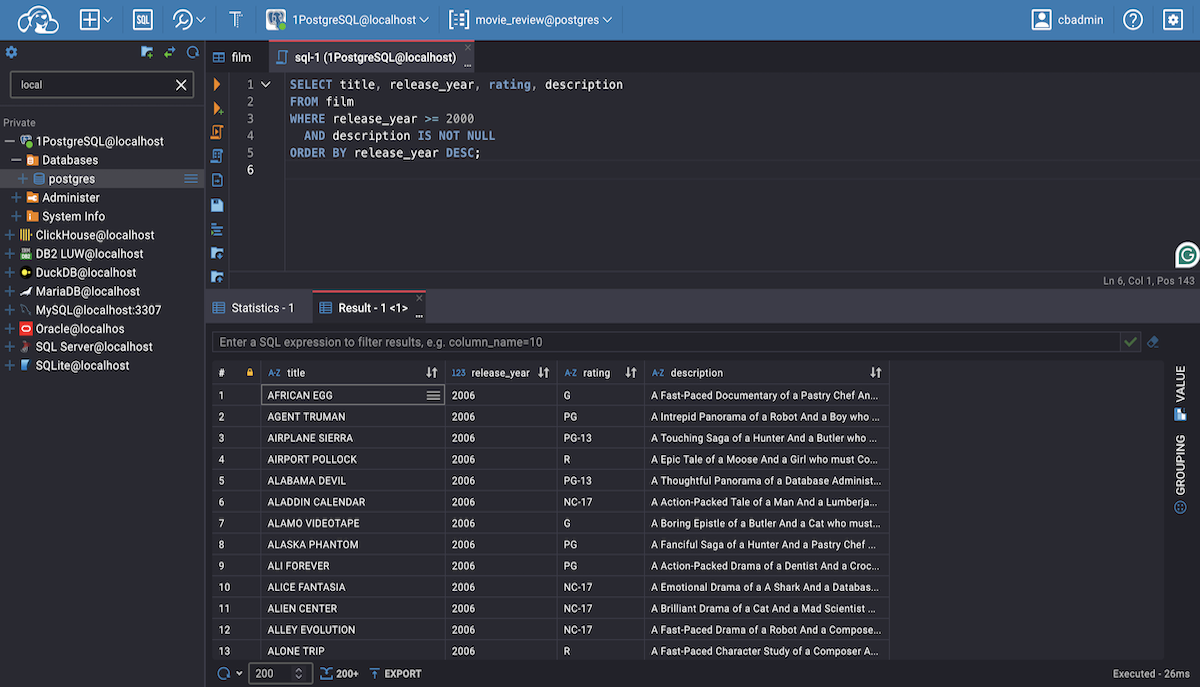 SQL
1PostgreSQL@localhost
movie_review@postgres
cbadmin
local
Private
1PostgreSQL@localhost
Databases
postgres
Administer
System Info
ClickHouse@localhost
DB2 LUW@localhost
DuckDB@localhost
MariaDB@localhost
MySQL@localhost:3307
Oracle@localhos
SQL Server@localhost
SQLite@localhost
film
sql-1 (1PostgreSQL@localhost)
1 SELECT title, release_year, rating, description
2 FROM film
3 WHERE release_year >= 2000
4 AND description IS NOT NULL
5 ORDER BY release_year DESC;
6
Ln 6, Col 1, Pos 143
Statistics - 1
Result - 1 <1>
Enter a SQL expression to filter results, e.g. column_name=10
# A-Z title 123 release_year A-Z rating A-Z description
1 AFRICAN EGG 2006 G A Fast-Paced Documentary of a Pastry Chef An...
2 AGENT TRUMAN 2006 PG A Intrepid Panorama of a Robot And a Boy who ...
3 AIRPLANE SIERRA 2006 PG-13 A Touching Saga of a Hunter And a Butler who ...
4 AIRPORT POLLOCK 2006 R A Epic Tale of a Moose And a Girl who must Co...
5 ALABAMA DEVIL 2006 PG-13 A Thoughtful Panorama of a Database Administ...
6 ALADDIN CALENDAR 2006 NC-17 A Action-Packed Tale of a Man And a Lumberja...
7 ALAMO VIDEOTAPE 2006 G A Boring Epistle of a Butler And a Cat who must...
8 ALASKA PHANTOM 2006 PG A Fanciful Saga of a Hunter And a Pastry Chef ...
9 ALI FOREVER 2006 PG A Action-Packed Drama of a Dentist And a Croc...
10 ALICE FANTASIA 2006 NC-17 A Emotional Drama of a A Shark And a Databas...
11 ALIEN CENTER 2006 NC-17 A Brilliant Drama of a Cat And a Mad Scientist ...
12 ALLEY EVOLUTION 2006 NC-17 A Fast-Paced Drama of a Robot And a Compose...
13 ALONE TRIP 2006 R A Fast-Paced Character Study of a Composer A...
VALUE
GROUPING
200
200+
EXPORT
Executed - 26ms